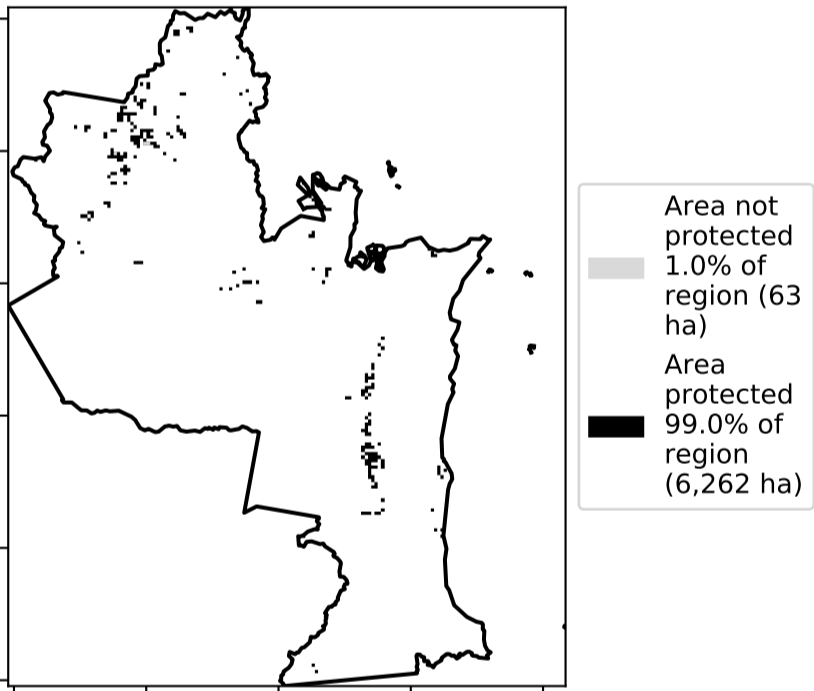 Area not
protected
1.0% of
region (63
ha)
Area
protected
99.0% of
region
(6,262 ha)